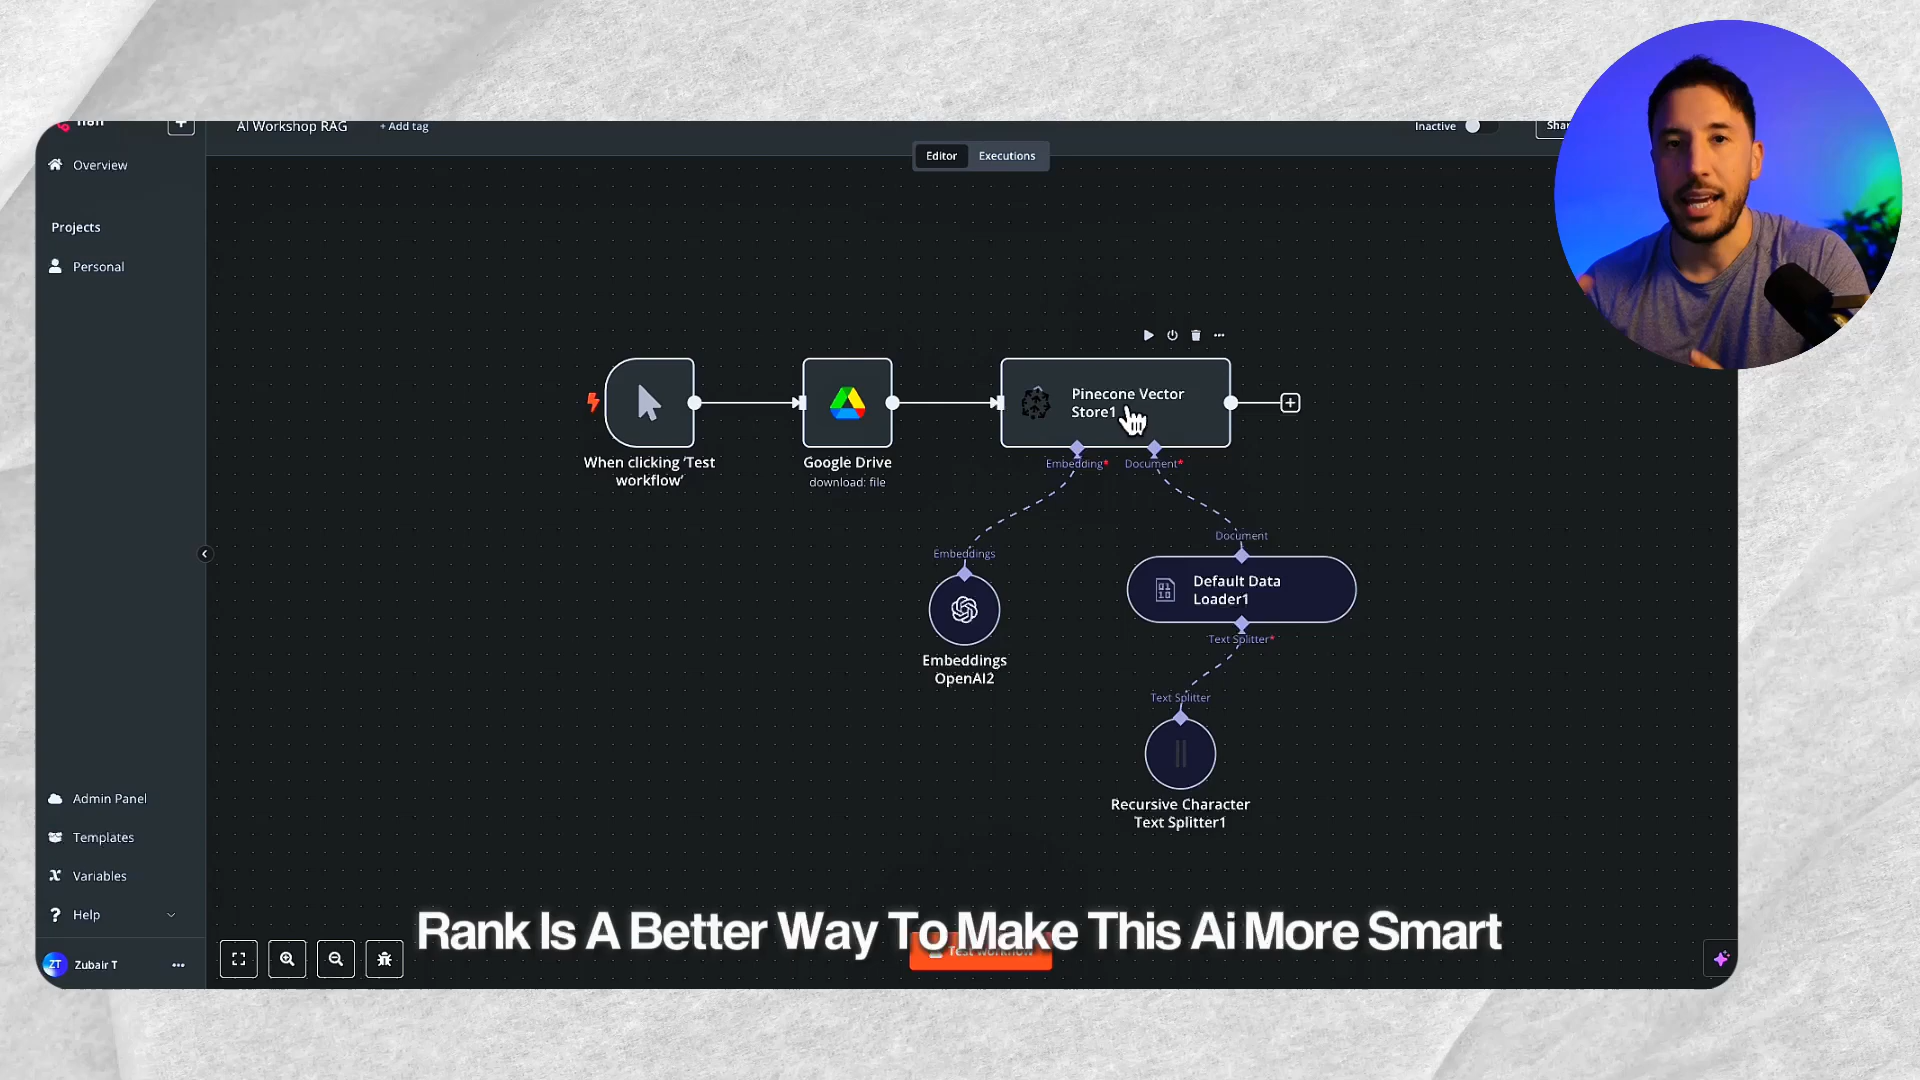 AI Workshop RAG
+ Add tag
Inactive
Editor
Executions
Overview
Projects
Personal
Pinecone Vector
Store1
When clicking ‘Test
workflow’
Google Drive
download: file
Embedding*
Document*
Embeddings
Document
Default Data
Loader1
Text Splitter*
Embeddings
OpenAI2
Text Splitter
Recursive Character
Text Splitter1
Admin Panel
Templates
Variables
Help
Rank Is A Better Way To Make This Ai More Smart
ZT
Zubair T